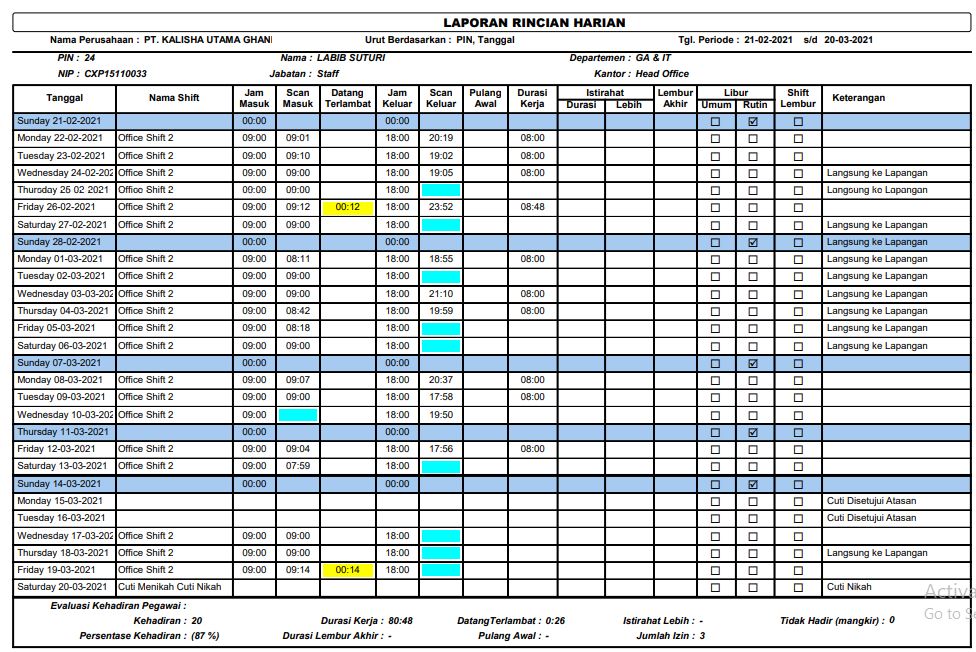 LAPORAN RINCIAN HARIAN
Nama Perusahaan : PT. KALISHA UTAMA GHANI Urut Berdasarkan : PIN, Tanggal Tgl. Periode : 21-02-2021 s/d 20-03-2021
PIN : 24 Nama : LABIB SUTURI Departemen : GA & IT
NIP : CXP15110033 Jabatan : Staff Kantor : Head Office
Tanggal Nama Shift Jam Masuk Scan Masuk Datang Terlambat Jam Keluar Scan Keluar Pulang Awal Durasi Kerja Istirahat Durasi Lebih Lembur Akhir Libur Umum Rutin Shift Lembur Keterangan
Sunday 21-02-2021 00:00 00:00 ☐ ☑ ☐
Monday 22-02-2021 Office Shift 2 09:00 09:01 18:00 20:19 08:00 ☐ ☐ ☐
Tuesday 23-02-2021 Office Shift 2 09:00 09:10 18:00 19:02 08:00 ☐ ☐ ☐
Wednesday 24-02-202 Office Shift 2 09:00 09:00 18:00 19:05 08:00 ☐ ☐ ☐ Langsung ke Lapangan
Thursday 25 02 2021 Office Shift 2 09:00 09:00 18:00 ☐ ☐ ☐ Langsung ke Lapangan
Friday 26-02-2021 Office Shift 2 09:00 09:12 00:12 18:00 23:52 08:48 ☐ ☐ ☐
Saturday 27-02-2021 Office Shift 2 09:00 09:00 18:00 ☐ ☐ ☐ Langsung ke Lapangan
Sunday 28-02-2021 00:00 00:00 ☐ ☑ ☐ Langsung ke Lapangan
Monday 01-03-2021 Office Shift 2 09:00 08:11 18:00 18:55 08:00 ☐ ☐ ☐ Langsung ke Lapangan
Tuesday 02-03-2021 Office Shift 2 09:00 09:00 18:00 ☐ ☐ ☐ Langsung ke Lapangan
Wednesday 03-03-202 Office Shift 2 09:00 09:00 18:00 21:10 08:00 ☐ ☐ ☐ Langsung ke Lapangan
Thursday 04-03-2021 Office Shift 2 09:00 08:42 18:00 19:59 08:00 ☐ ☐ ☐ Langsung ke Lapangan
Friday 05-03-2021 Office Shift 2 09:00 08:18 18:00 ☐ ☐ ☐ Langsung ke Lapangan
Saturday 06-03-2021 Office Shift 2 09:00 09:00 18:00 ☐ ☐ ☐ Langsung ke Lapangan
Sunday 07-03-2021 00:00 00:00 ☐ ☑ ☐
Monday 08-03-2021 Office Shift 2 09:00 09:07 18:00 20:37 08:00 ☐ ☐ ☐
Tuesday 09-03-2021 Office Shift 2 09:00 09:00 18:00 17:58 08:00 ☐ ☐ ☐
Wednesday 10-03-202 Office Shift 2 09:00 18:00 19:50 ☐ ☐ ☐
Thursday 11-03-2021 00:00 00:00 ☐ ☑ ☐
Friday 12-03-2021 Office Shift 2 09:00 09:04 18:00 17:56 08:00 ☐ ☐ ☐
Saturday 13-03-2021 Office Shift 2 09:00 07:59 18:00 ☐ ☐ ☐
Sunday 14-03-2021 00:00 00:00 ☐ ☑ ☐
Monday 15-03-2021 ☐ ☐ ☐ Cuti Disetujui Atasan
Tuesday 16-03-2021 ☐ ☐ ☐ Cuti Disetujui Atasan
Wednesday 17-03-202 Office Shift 2 09:00 09:00 18:00 ☐ ☐ ☐
Thursday 18-03-2021 Office Shift 2 09:00 09:00 18:00 ☐ ☐ ☐ Langsung ke Lapangan
Friday 19-03-2021 Office Shift 2 09:00 09:14 00:14 18:00 ☐ ☐ ☐
Saturday 20-03-2021 Cuti Menikah Cuti Nikah ☐ ☐ ☐ Cuti Nikah
Evaluasi Kehadiran Pegawai :
Kehadiran : 20 Durasi Kerja : 80:48 DatangTerlambat : 0:26 Istirahat Lebih : - Tidak Hadir (mangkir) : 0
Persentase Kehadiran : (87 %) Durasi Lembur Akhir : - Pulang Awal : - Jumlah Izin : 3
Activa
Go to Se